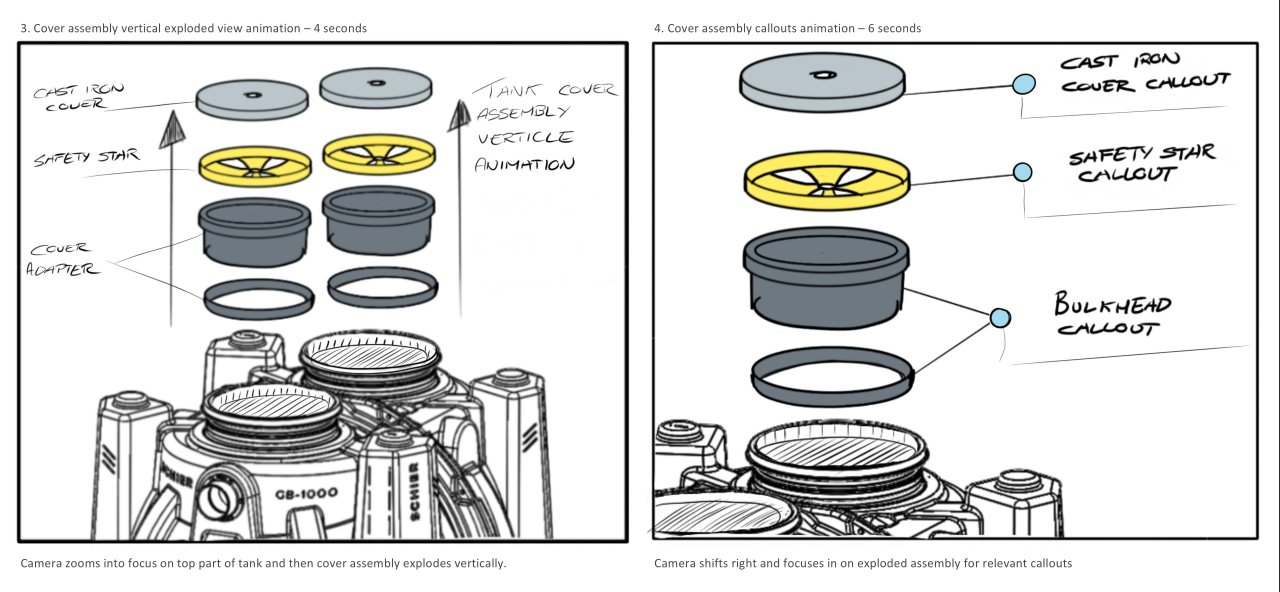 3. Cover assembly vertical exploded view animation – 4 seconds
CAST IRON
COVER
SAFETY STAR
COVER
ADAPTER
TANK COVER
ASSEMBLY
VERTICLE
ANIMATION
SCHIER
GB-1000
SCHIER
Camera zooms into focus on top part of tank and then cover assembly explodes vertically.
4. Cover assembly callouts animation – 6 seconds
CAST IRON
COVER CALLOUT
SAFETY STAR
CALLOUT
BULKHEAD
CALLOUT
Camera shifts right and focuses in on exploded assembly for relevant callouts